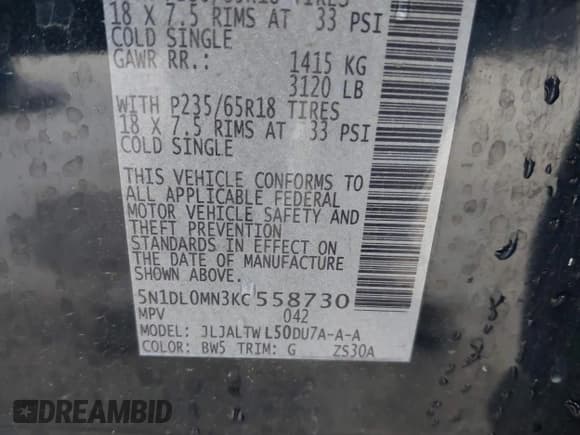 18 X 7.5 RIMS AT 33 PSI
COLD SINGLE
GAWR RR.: 1415 KG
3120 LB
WITH P235/65R18 TIRES
18 X 7.5 RIMS AT 33 PSI
COLD SINGLE
THIS VEHICLE CONFORMS TO
ALL APPLICABLE FEDERAL
MOTOR VEHICLE SAFETY AND
THEFT PREVENTION
STANDARDS IN EFFECT ON
THE DATE OF MANUFACTURE
SHOWN ABOVE.
5N1DL0MN3KC558730
MPV 042
MODEL: JLJALTWL50DU7A-A-A
COLOR: BW5 TRIM: G ZS30A
DREAMBID